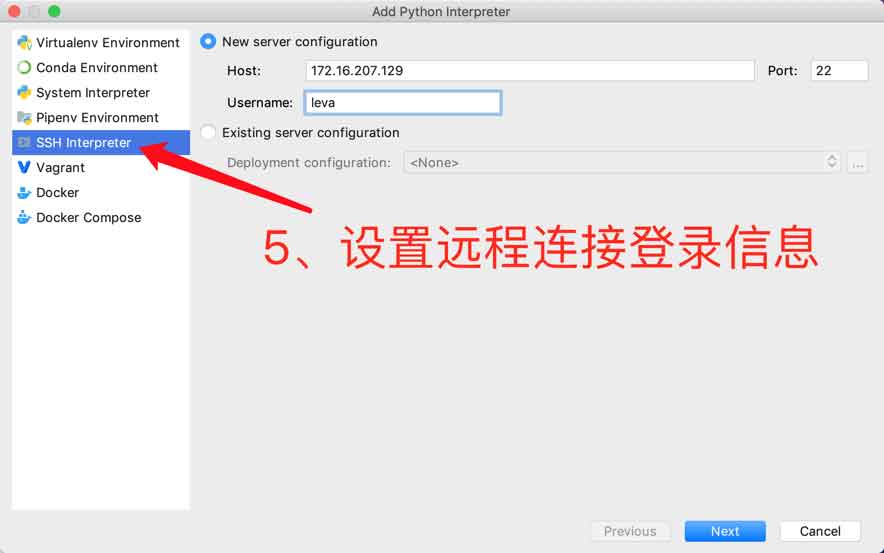 Add Python Interpreter
Virtualenv Environment
Conda Environment
System Interpreter
Pipenv Environment
SSH Interpreter
Vagrant
Docker
Docker Compose
New server configuration
Host: 172.16.207.129 Port: 22
Username: leva
Existing server configuration
Deployment configuration: <None> ...
5、设置远程连接登录信息
Previous Next Cancel